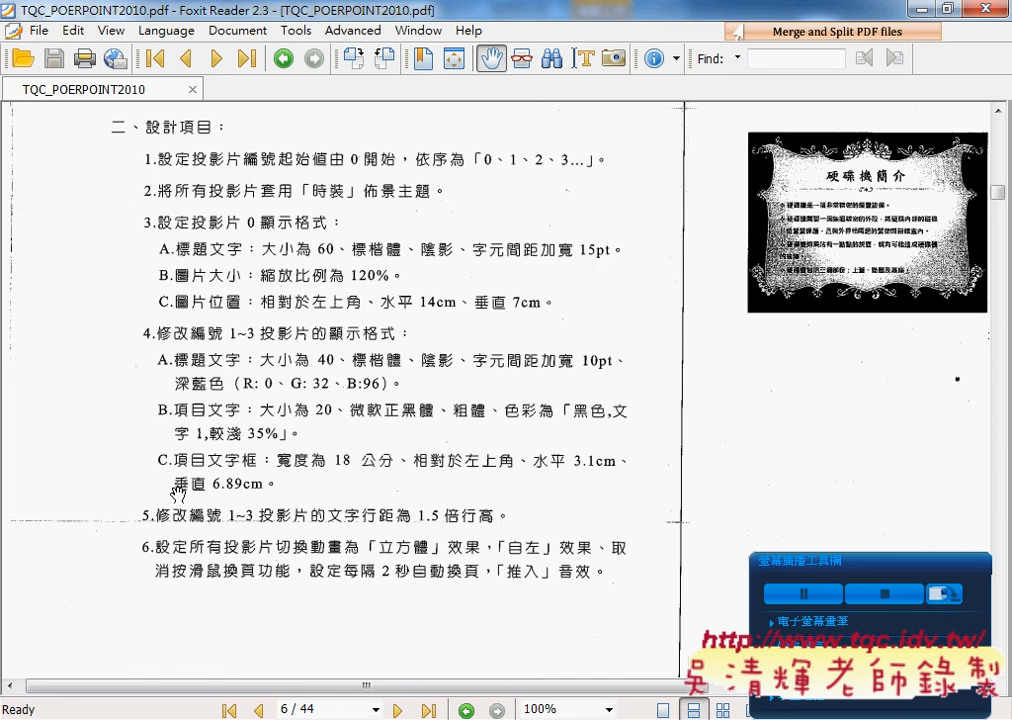 TQC_POERPOINT2010.pdf - Foxit Reader 2.3 - [TQC_POERPOINT2010.pdf]
File Edit View Language Document Tools Advanced Window Help
Merge and Split PDF files
Find:
TQC_POERPOINT2010
二、設計項目：
1.設定投影片編號起始值由 0 開始，依序為「0、1、2、3...」。
2.將所有投影片套用「時裝」佈景主題。
3.設定投影片 0 顯示格式：
A.標題文字：大小為 60、標楷體、陰影、字元間距加寬 15pt。
B.圖片大小：縮放比例為 120%。
C.圖片位置：相對於左上角、水平 14cm、垂直 7cm。
4.修改編號 1~3 投影片的顯示格式：
A.標題文字：大小為 40、標楷體、陰影、字元間距加寬 10pt、
深藍色（R: 0、G: 32、B:96）。
B.項目文字：大小為 20、微軟正黑體、粗體、色彩為「黑色,文
字 1,較淺 35%」。
C.項目文字框：寬度為 18 公分、相對於左上角、水平 3.1cm、
垂直 6.89cm。
5.修改編號 1~3 投影片的文字行距為 1.5 倍行高。
6.設定所有投影片切換動畫為「立方體」效果，「自左」效果、取
消按滑鼠換頁功能，設定每隔 2 秒自動換頁，「推入」音效。
硬碟機簡介
螢幕廣播工具欄
電子螢幕畫筆
http://www.tqc.idv.tw/
吳清輝老師錄製
Ready
6 / 44
100%